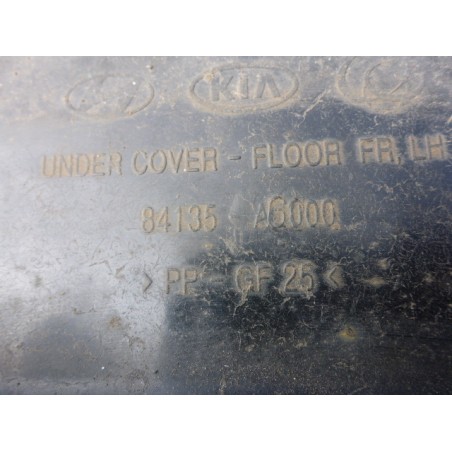 KIA
UNDER COVER - FLOOR FR, LH
84135 - A6000
> PP - GF 25 <